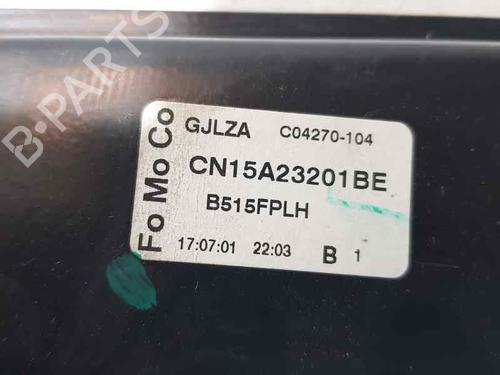 B-PARTS
Fo Mo Co
GJLZA C04270-104
CN15A23201BE
B515FPLH
17:07:01 22:03 B 1